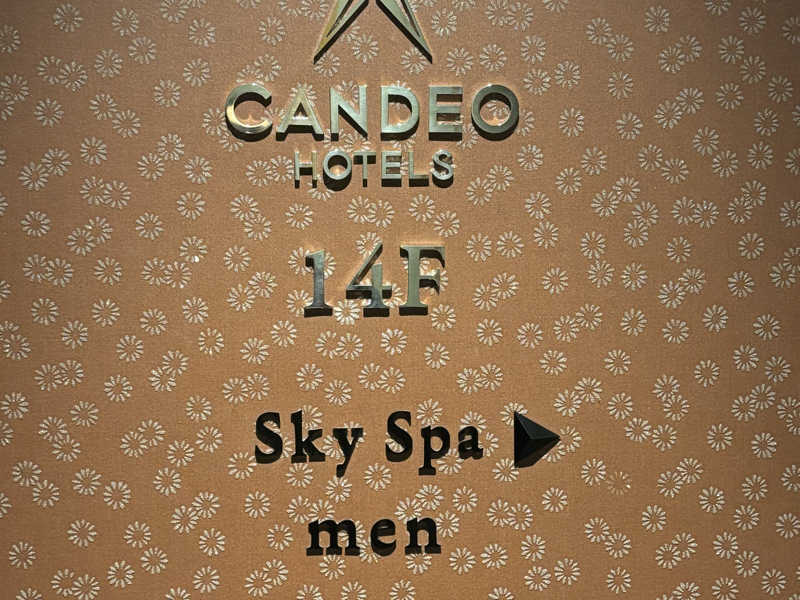 CANDEO
HOTELS
14F
Sky Spa ▶
men